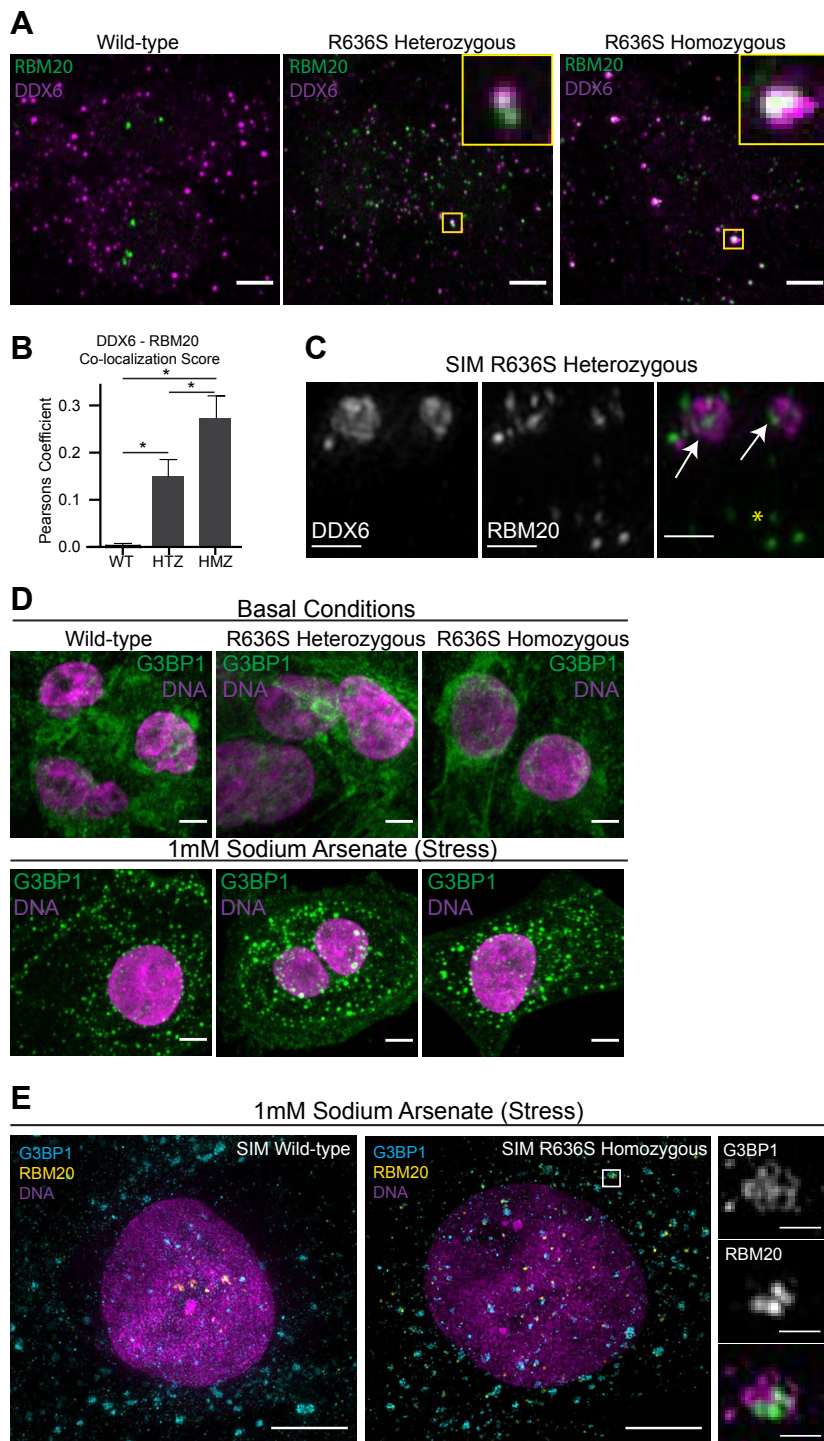 A
Wild-type
R636S Heterozygous
R636S Homozygous
RBM20
DDX6
RBM20
DDX6
RBM20
DDX6
B
DDX6 - RBM20
Co-localization Score
Pearsons Coefficient
0.3
0.2
0.1
0.0
*
*
*
WT
HTZ
HMZ
C
SIM R636S Heterozygous
DDX6
RBM20
*
D
Basal Conditions
Wild-type
R636S Heterozygous
R636S Homozygous
G3BP1
DNA
G3BP1
DNA
G3BP1
DNA
1mM Sodium Arsenate (Stress)
G3BP1
DNA
G3BP1
DNA
G3BP1
DNA
E
1mM Sodium Arsenate (Stress)
G3BP1
RBM20
DNA
SIM Wild-type
G3BP1
RBM20
DNA
SIM R636S Homozygous
G3BP1
RBM20